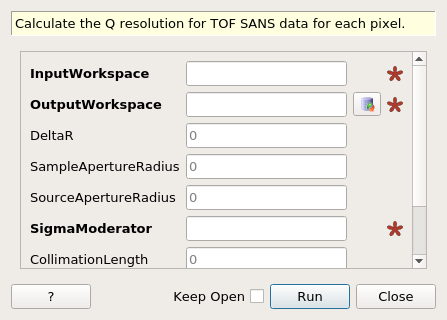 Calculate the Q resolution for TOF SANS data for each pixel.
InputWorkspace
OutputWorkspace
DeltaR 0
SampleApertureRadius 0
SourceApertureRadius 0
SigmaModerator
CollimationLength 0
? Keep Open Run Close